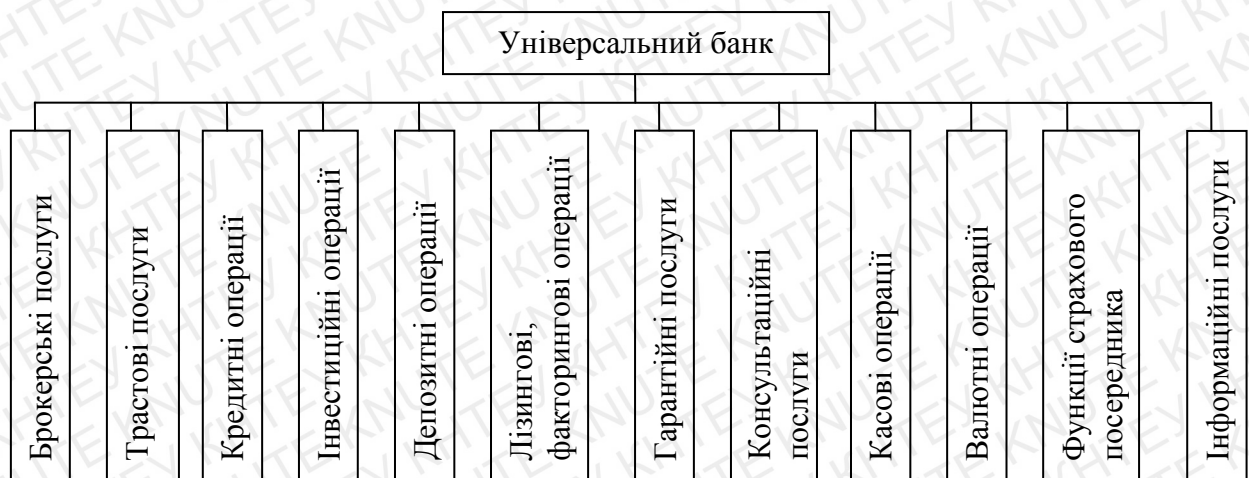 Універсальний банк
Брокерські послуги
Трастові послуги
Кредитні операції
Інвестиційні операції
Депозитні операції
Лізингові,
факторингові операції
Гарантійні послуги
Консультаційні
послуги
Касові операції
Валютні операції
Функції страхового
посередника
Інформаційні послуги